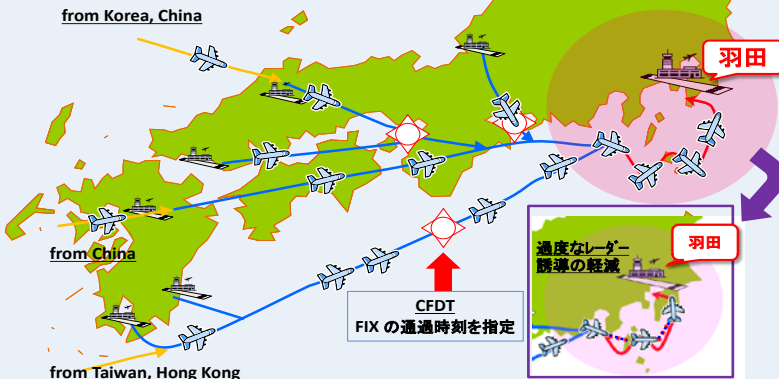 from Korea, China
羽田
from China
過度なレーダー
誘導の軽減
羽田
CFDT
FIX の通過時刻を指定
from Taiwan, Hong Kong